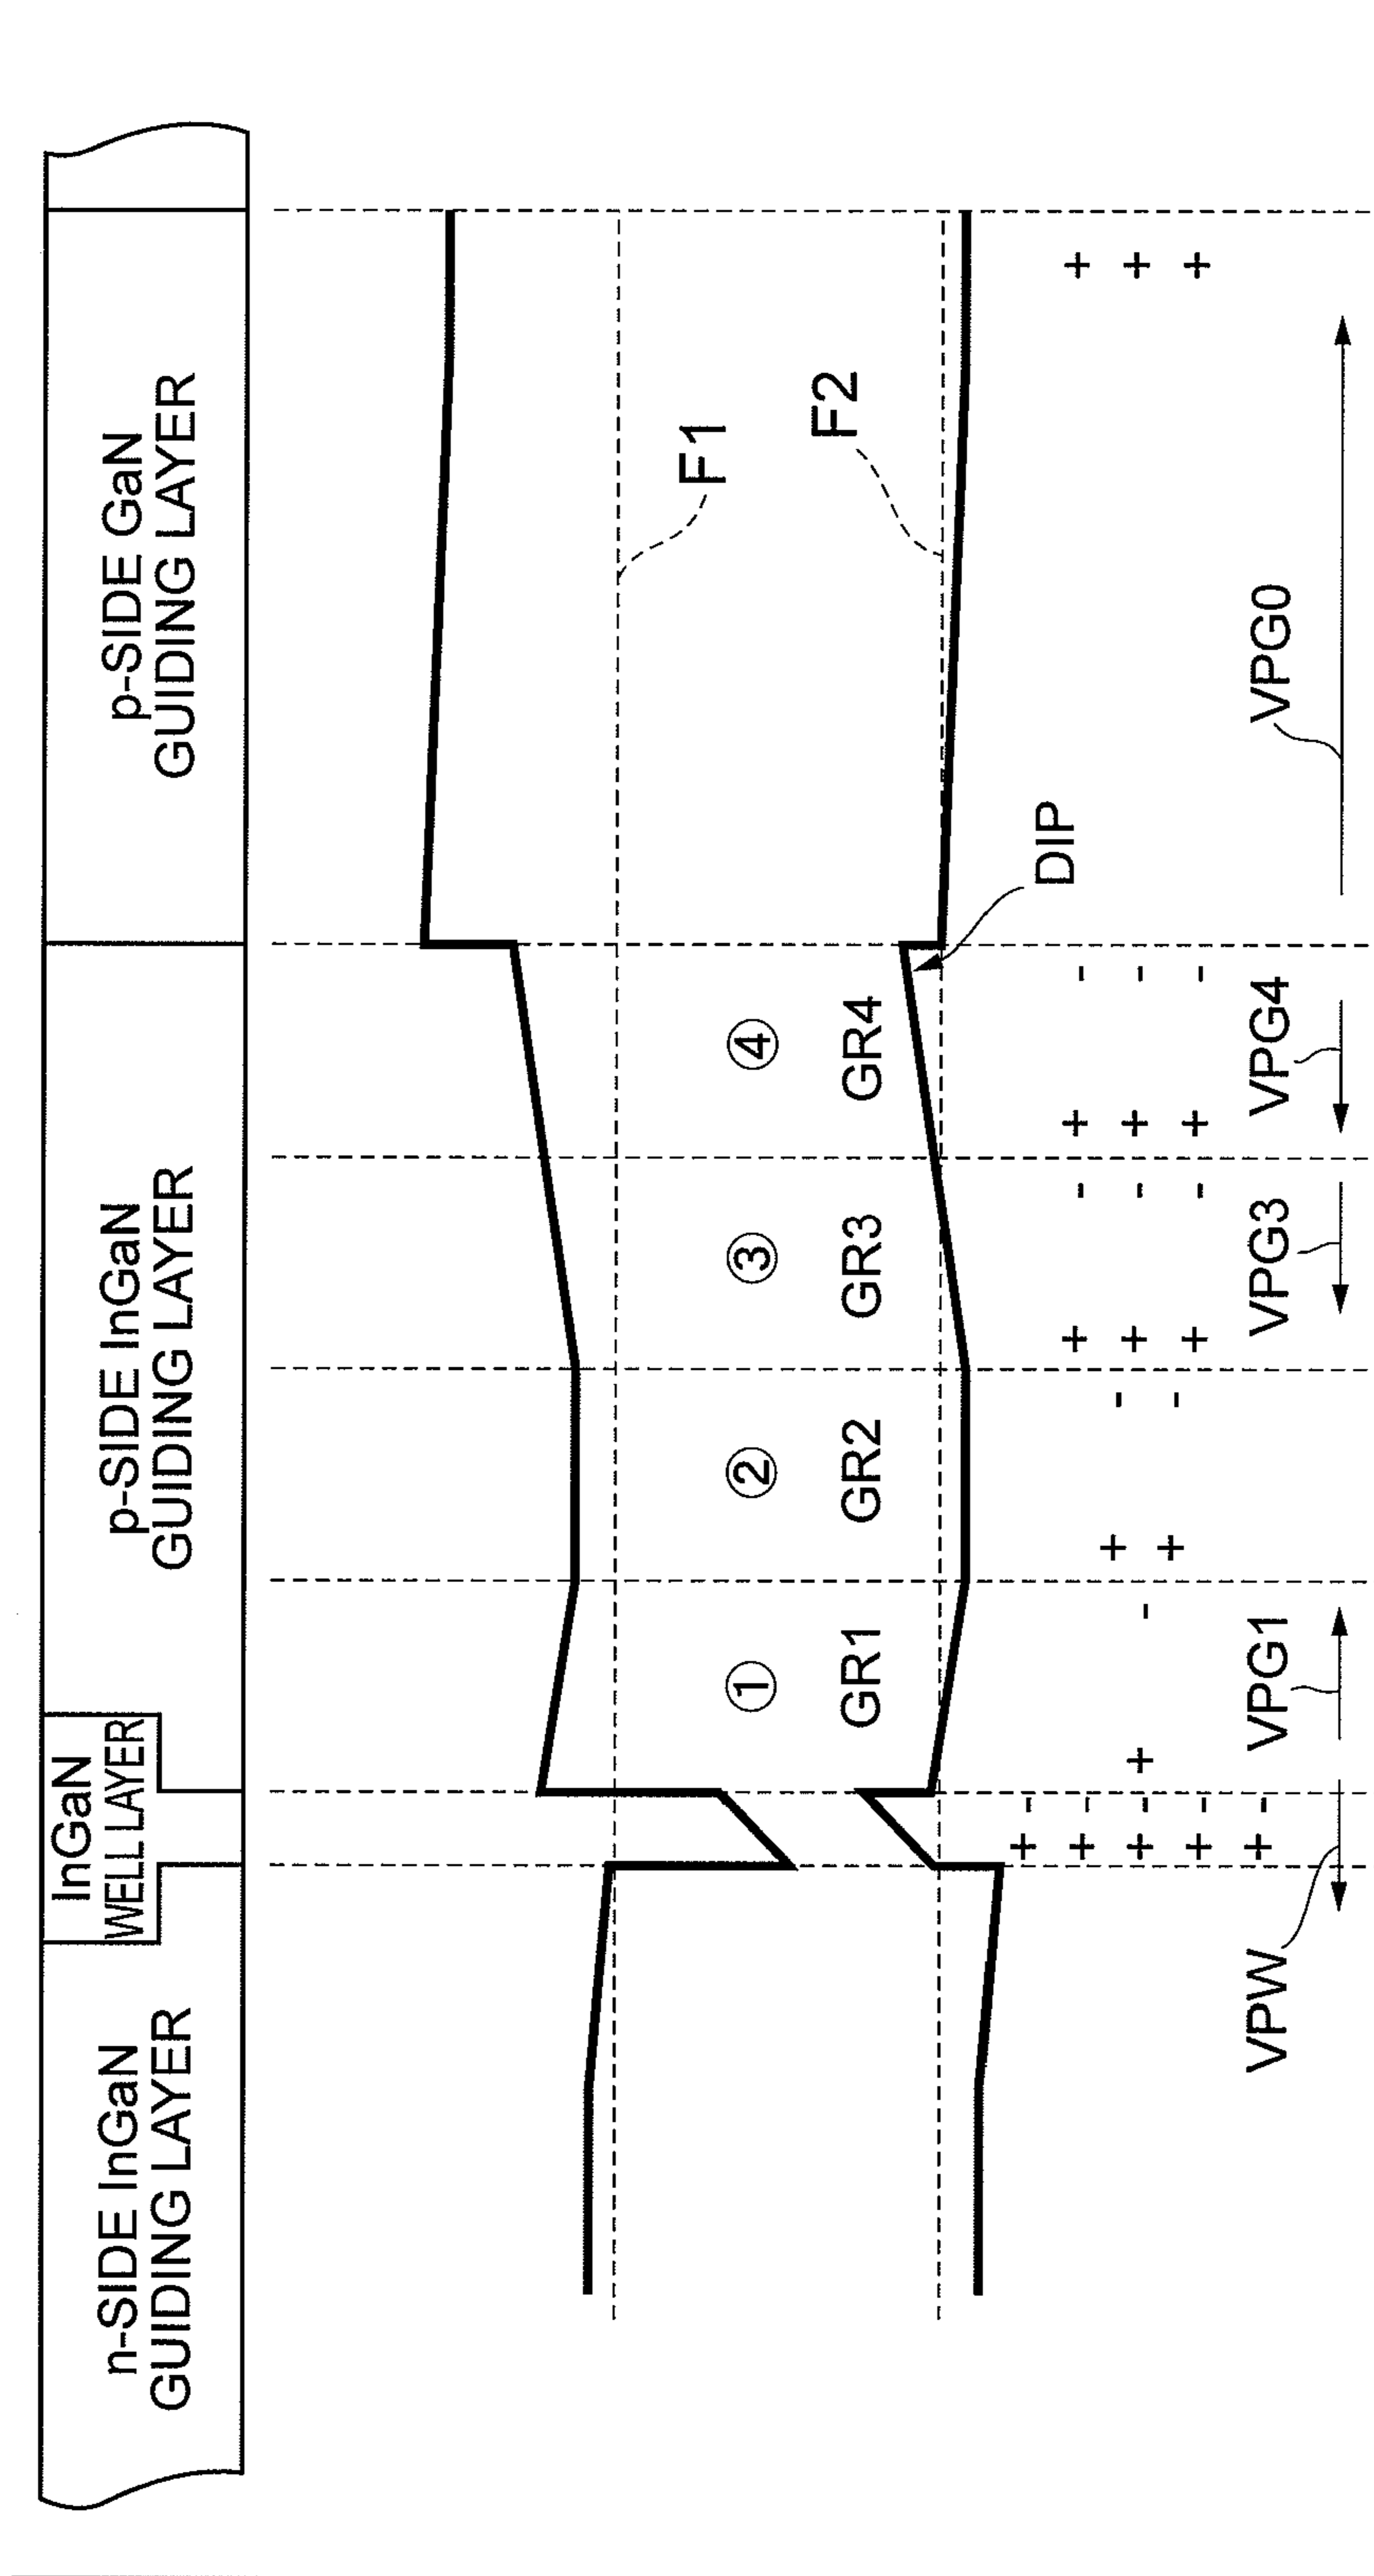 n-SIDE InGaN
GUIDING LAYER
InGaN
WELL LAYER
p-SIDE InGaN
GUIDING LAYER
p-SIDE GaN
GUIDING LAYER
F1
F2
① ② ③ ④
GR1 GR2 GR3 GR4
DIP
+ - + - + - + - + - +
+ - + - + - + - +
+ - + - + - +
+ -
+ -
VPW VPG1 VPG3 VPG4 VPG0